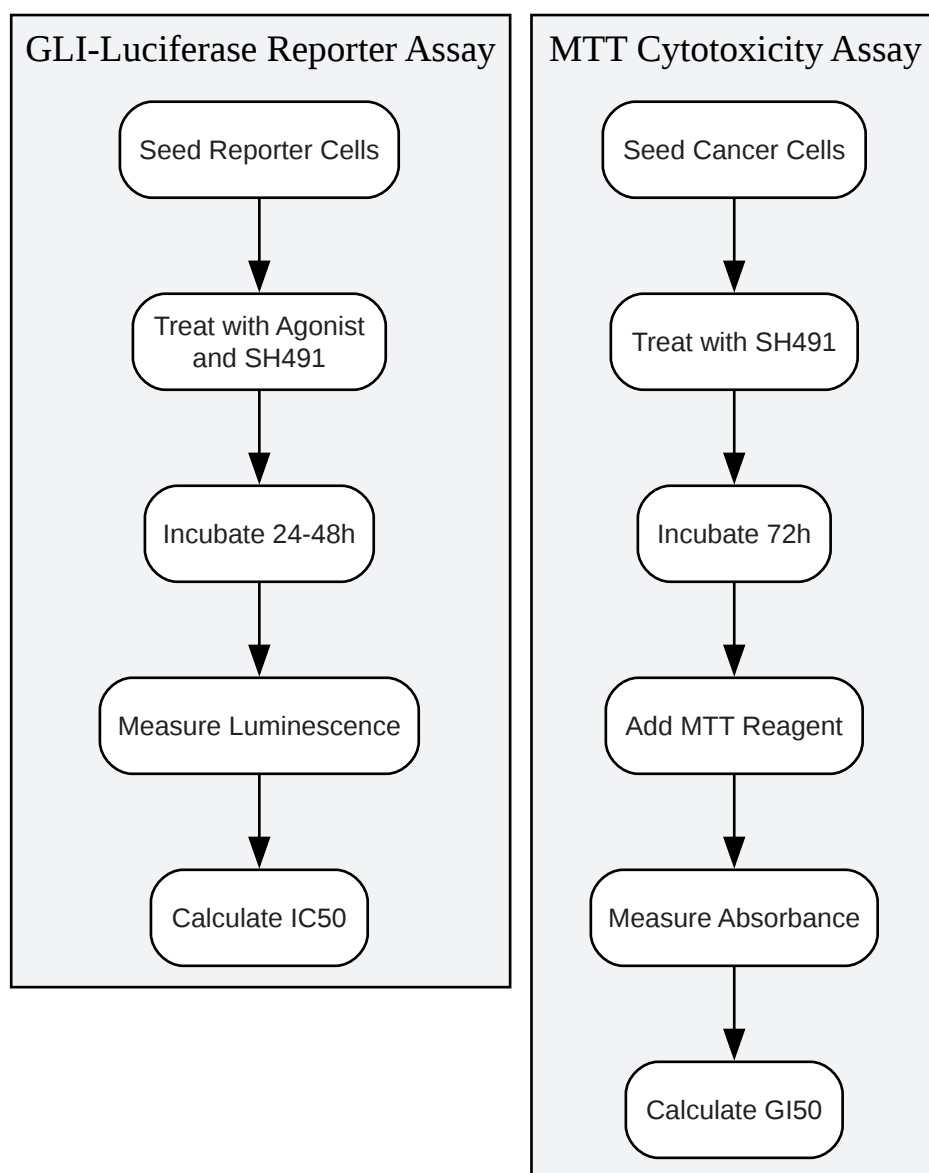 GLI-Luciferase Reporter Assay
Seed Reporter Cells
Treat with Agonist
and SH491
Incubate 24-48h
Measure Luminescence
Calculate IC50
MTT Cytotoxicity Assay
Seed Cancer Cells
Treat with SH491
Incubate 72h
Add MTT Reagent
Measure Absorbance
Calculate GI50